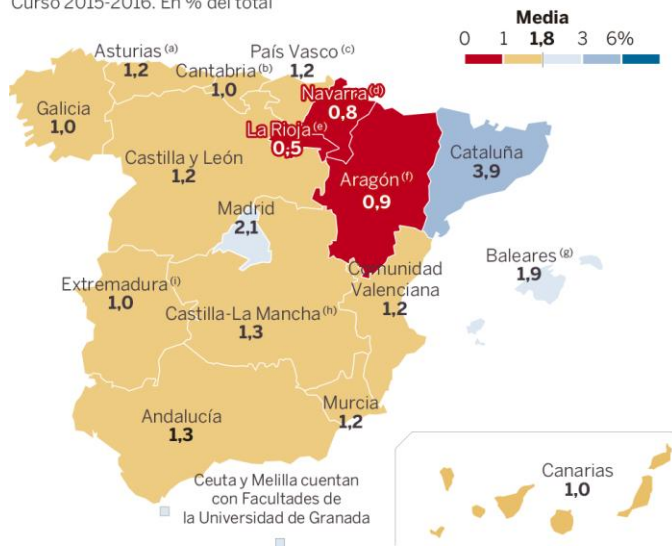 Curso 2015-2016. En % del total
Media
0 1 1,8 3 6%
Asturias (a)
1,2
Cantabria (b)
1,0
País Vasco (c)
1,2
Navarra (d)
0,8
Galicia
1,0
La Rioja (e)
0,5
Castilla y León
1,2
Aragón (f)
0,9
Cataluña
3,9
Madrid
2,1
Baleares (g)
1,9
Extremadura (i)
1,0
Comunidad
Valenciana
1,2
Castilla-La Mancha (h)
1,3
Andalucía
1,3
Murcia
1,2
Ceuta y Melilla cuentan
con Facultades de
la Universidad de Granada
Canarias
1,0